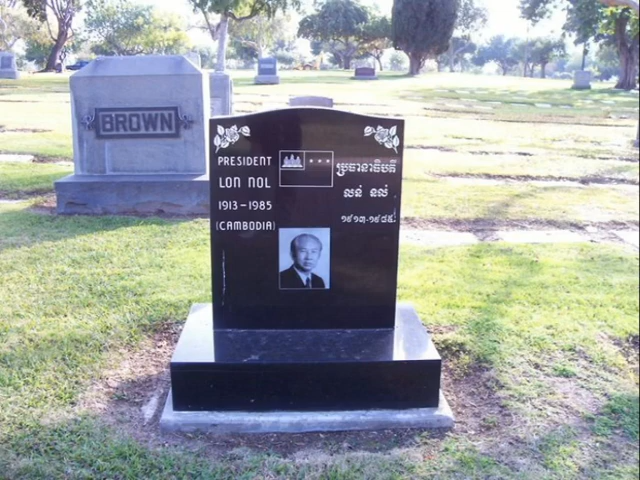 BROWN
PRESIDENT
LON NOL
1913-1985
(CAMBODIA)
ប្រធានាធិបតី
លន់ នល់
១៩១៣-១៩៨៥